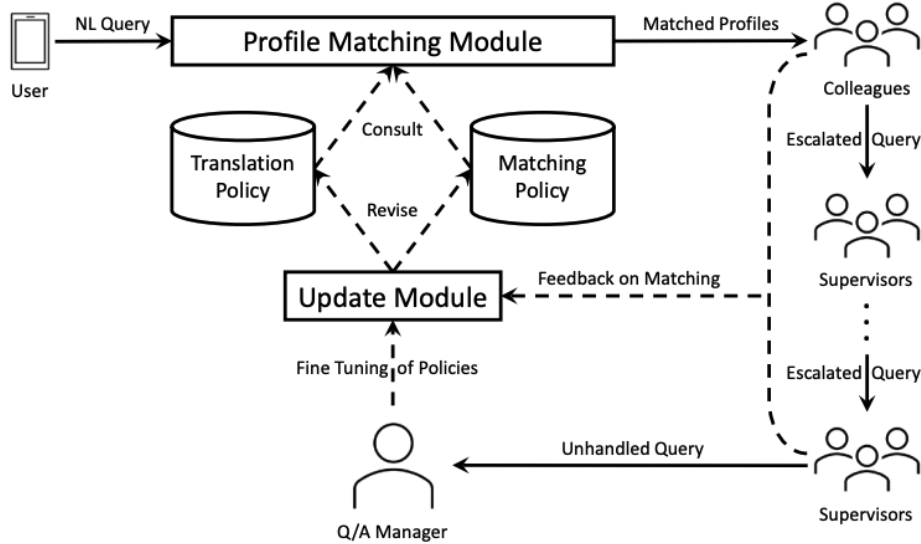 NL Query
Profile Matching Module
Matched Profiles
User
Colleagues
Consult
Translation
Policy
Matching
Policy
Escalated Query
Revise
Supervisors
Update Module
Feedback on Matching
Fine Tuning of Policies
Escalated Query
Unhandled Query
Q/A Manager
Supervisors